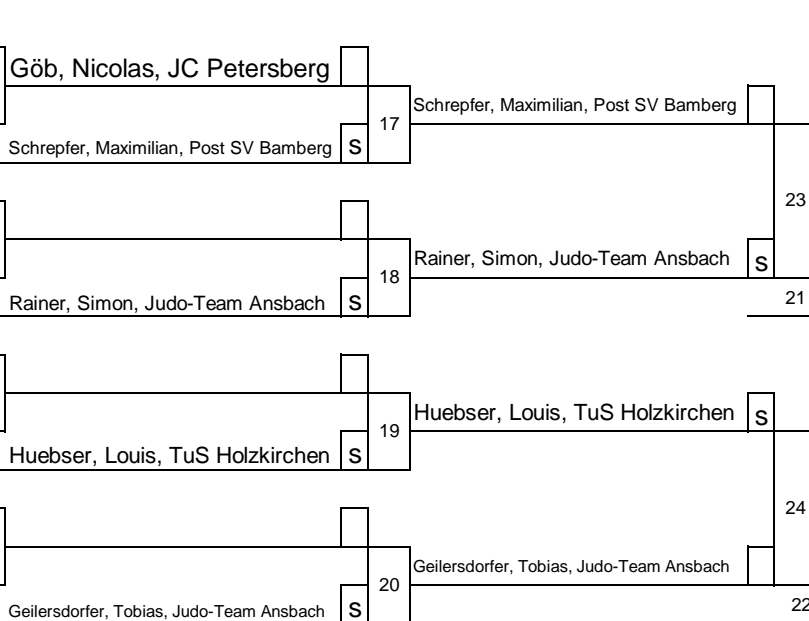 Göb, Nicolas, JC Petersberg
Schrepfer, Maximilian, Post SV Bamberg
17
Schrepfer, Maximilian, Post SV Bamberg S
23
Rainer, Simon, Judo-Team Ansbach S
18
Rainer, Simon, Judo-Team Ansbach S
21
Huebser, Louis, TuS Holzkirchen S
19
Huebser, Louis, TuS Holzkirchen S
24
Geilersdorfer, Tobias, Judo-Team Ansbach
20
Geilersdorfer, Tobias, Judo-Team Ansbach S
22